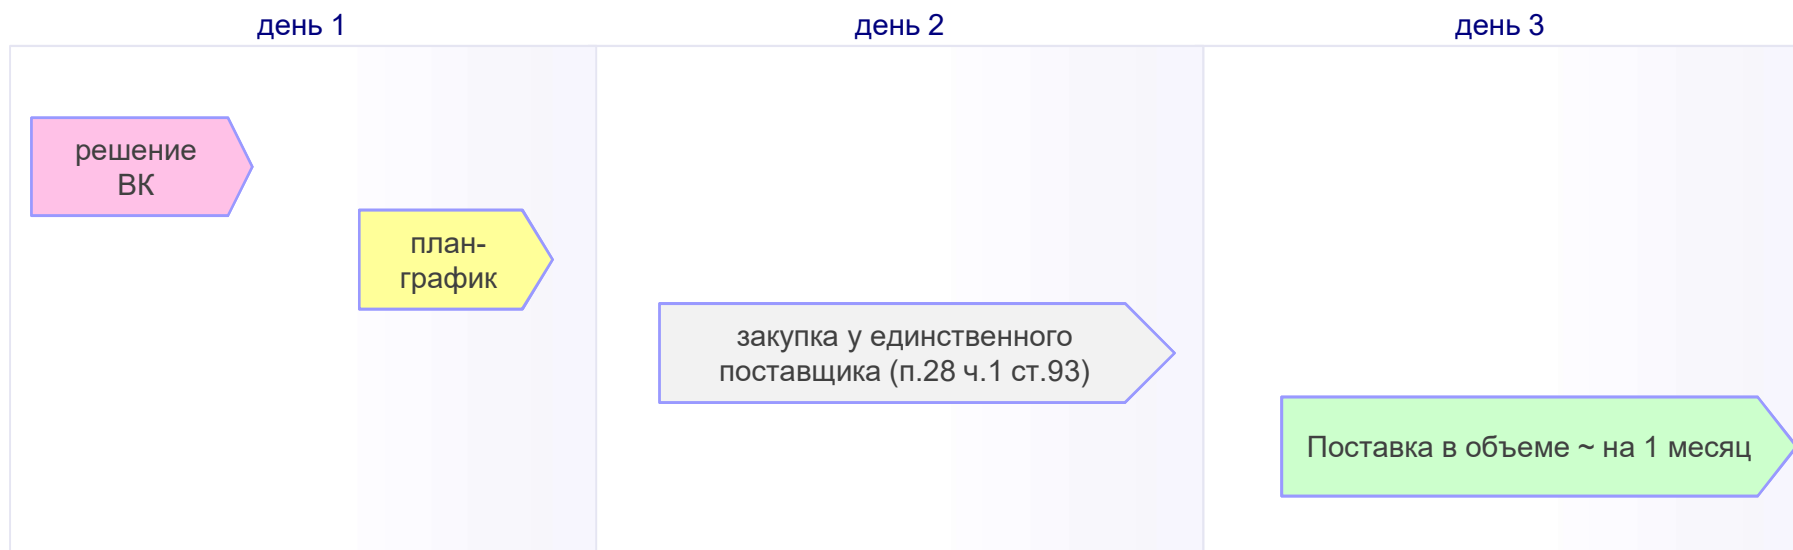 день 1
день 2
день 3
решение
ВК
план-
график
закупка у единственного
поставщика (п.28 ч.1 ст.93)
Поставка в объеме ~ на 1 месяц